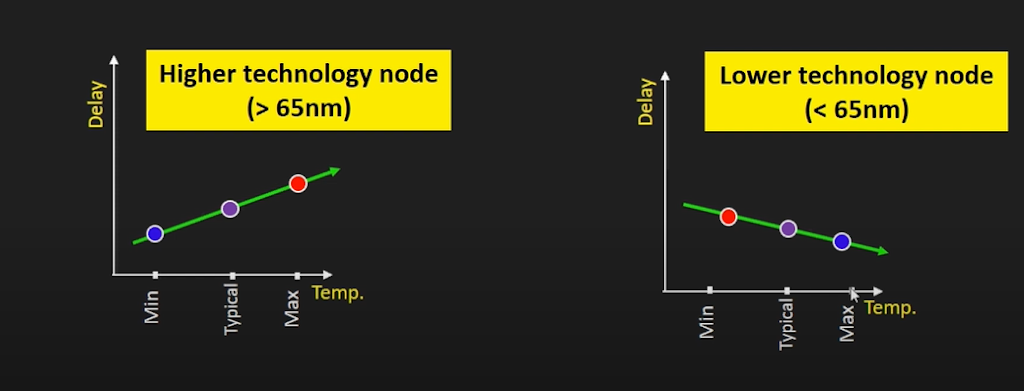 Higher technology node
(> 65nm)
Delay
Min
Typical
Max
Temp.
Lower technology node
(< 65nm)
Delay
Min
Typical
Max
Temp.